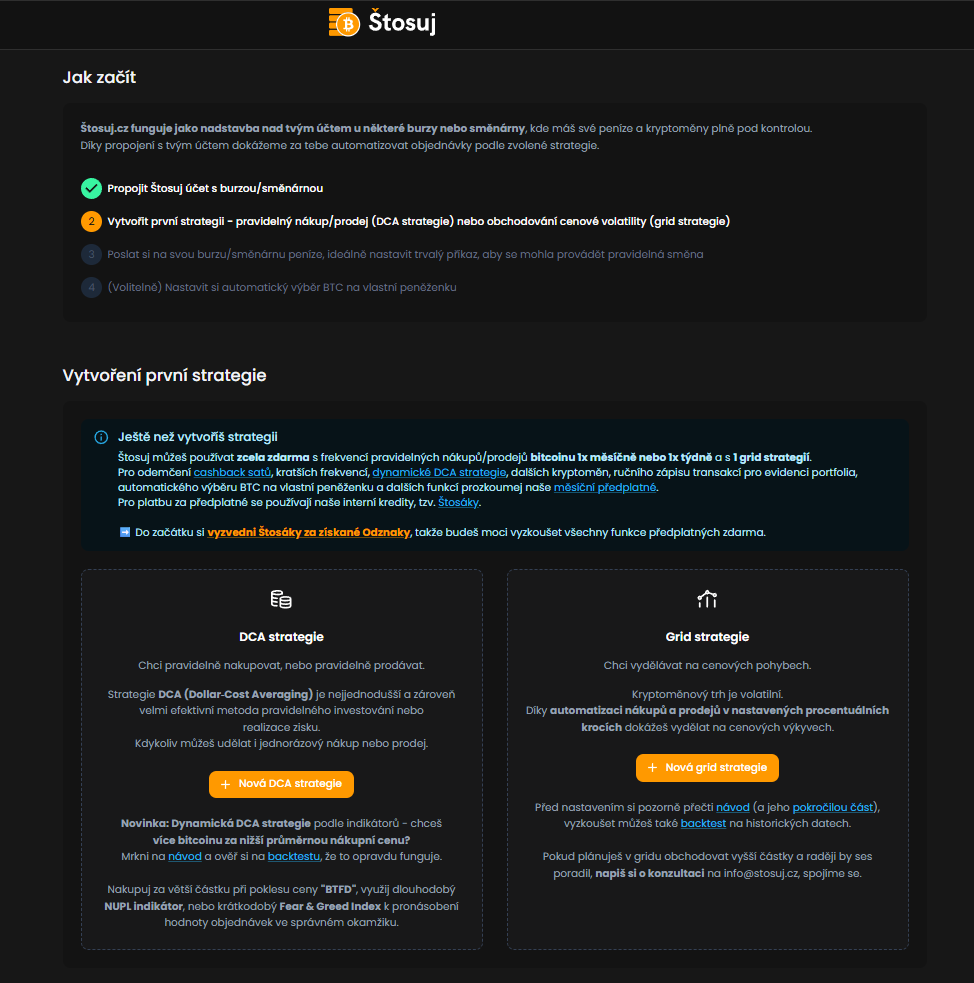 Štosuj
Jak začít
Štosuj.cz funguje jako nadstavba nad tvým účtem u některé burzy nebo směnárny, kde máš své peníze a kryptoměny plně pod kontrolou.
Díky propojení s tvým účtem dokážeme za tebe automatizovat objednávky podle zvolené strategie.
Propojit Štosuj účet s burzou/směnárnou
2 Vytvořit první strategii - pravidelný nákup/prodej (DCA strategie) nebo obchodování cenové volatility (grid strategie)
3 Poslat si na svou burzu/směnárnu peníze, ideálně nastavit trvalý příkaz, aby se mohla provádět pravidelná směna
4 (Volitelně) Nastavit si automatický výběr BTC na vlastní peněženku
Vytvoření první strategie
Ještě než vytvoříš strategii
Štosuj můžeš používat zcela zdarma s frekvencí pravidelných nákupů/prodejů bitcoinu 1x měsíčně nebo 1x týdně a s 1 grid strategií.
Pro odemčení cashback satů, kratších frekvencí, dynamické DCA strategie, dalších kryptoměn, ručního zápisu transakcí pro evidenci portfolia,
automatického výběru BTC na vlastní peněženku a dalších funkcí prozkoumej naše měsíční předplatné.
Pro platbu za předplatné se používají naše interní kredity, tzv. Štosáky.
➡️ Do začátku si vyzvedni Štosáky za získané Odznaky, takže budeš moci vyzkoušet všechny funkce předplatných zdarma.
DCA strategie
Chci pravidelně nakupovat, nebo pravidelně prodávat.
Strategie DCA (Dollar-Cost Averaging) je nejjednodušší a zároveň
velmi efektivní metoda pravidelného investování nebo
realizace zisku.
Kdykoliv můžeš udělat i jednorázový nákup nebo prodej.
+ Nová DCA strategie
Novinka: Dynamická DCA strategie podle indikátorů - chceš
více bitcoinu za nižší průměrnou nákupní cenu?
Mrkni na návod a ověř si na backtestu, že to opravdu funguje.
Nakupuj za větší částku při poklesu ceny "BTFD", využij dlouhodobý
NUPL indikátor, nebo krátkodobý Fear & Greed Index k pronásobení
hodnoty objednávek ve správném okamžiku.
Grid strategie
Chci vydělávat na cenových pohybech.
Kryptoměnový trh je volatilní.
Díky automatizaci nákupů a prodejů v nastavených procentuálních
krocích dokážeš vydělat na cenových výkyvech.
+ Nová grid strategie
Před nastavením si pozorně přečti návod (a jeho pokročilou část),
vyzkoušet můžeš také backtest na historických datech.
Pokud plánuješ v gridu obchodovat vyšší částky a raději by ses
poradil, napiš si o konzultaci na info@stosuj.cz, spojíme se.